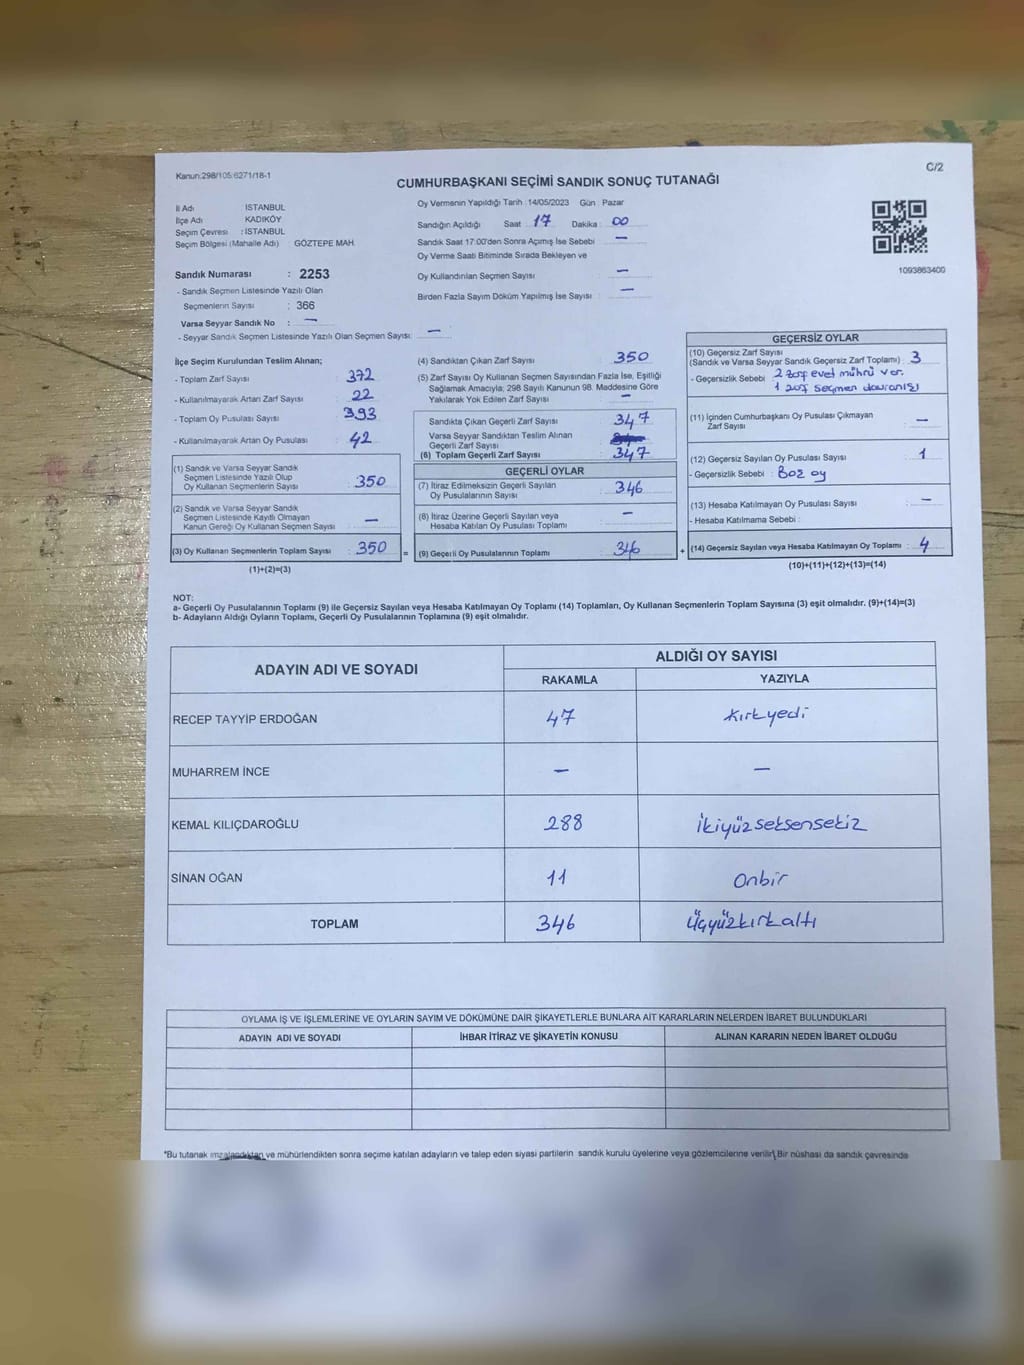 Kanun:298/105;6271/18-1
C/2
CUMHURBAŞKANI SEÇİMİ SANDIK SONUÇ TUTANAĞI
İl Adı : İSTANBUL
İlçe Adı : KADIKÖY
Seçim Çevresi : İSTANBUL
Seçim Bölgesi (Mahalle Adı) : GÖZTEPE MAH.
Sandık Numarası : 2253
- Sandık Seçmen Listesinde Yazılı Olan
Seçmenlerin Sayısı : 366
Varsa Seyyar Sandık No : —
- Seyyar Sandık Seçmen Listesinde Yazılı Olan Seçmen Sayısı: —
Oy Vermenin Yapıldığı Tarih :14/05/2023 Gün : Pazar
Sandığın Açıldığı Saat : 17 Dakika : 00
Sandık Saat 17:00'den Sonra Açımış İse Sebebi : —
Oy Verme Saati Bitiminde Sırada Bekleyen ve
Oy Kullandırılan Seçmen Sayısı : —
Birden Fazla Sayım Döküm Yapılmış İse Sayısı : —
1093863400
İlçe Seçim Kurulundan Teslim Alınan;
- Toplam Zarf Sayısı : 372
- Kullanılmayarak Artan Zarf Sayısı : 22
- Toplam Oy Pusulası Sayısı : 393
- Kullanılmayarak Artan Oy Pusulası : 42
(1) Sandık ve Varsa Seyyar Sandık
Seçmen Listesinde Yazılı Olup
Oy Kullanan Seçmenlerin Sayısı : 350
(2) Sandık ve Varsa Seyyar Sandık
Seçmen Listesinde Kayıtlı Olmayan
Kanun Gereği Oy Kullanan Seçmen Sayısı : —
(3) Oy Kullanan Seçmenlerin Toplam Sayısı : 350 =
(1)+(2)=(3)
(4) Sandıktan Çıkan Zarf Sayısı : 350
(5) Zarf Sayısı Oy Kullanan Seçmen Sayısından Fazla İse, Eşitliği
Sağlamak Amacıyla; 298 Sayılı Kanunun 98. Maddesine Göre
Yakılarak Yok Edilen Zarf Sayısı : —
Sandıkta Çıkan Geçerli Zarf Sayısı : 347
Varsa Seyyar Sandıktan Teslim Alınan
Geçerli Zarf Sayısı
(6) Toplam Geçerli Zarf Sayısı : 347
GEÇERLİ OYLAR
(7) İtiraz Edilmeksizin Geçerli Sayılan
Oy Pusulalarının Sayısı : 346
(8) İtiraz Üzerine Geçerli Sayılan veya
Hesaba Katılan Oy Pusulası Toplamı : —
(9) Geçerli Oy Pusulalarının Toplamı : 346 +
GEÇERSİZ OYLAR
(10) Geçersiz Zarf Sayısı
(Sandık ve Varsa Seyyar Sandık Geçersiz Zarf Toplamı) : 3
- Geçersizlik Sebebi : 2 zarf evet mührü var.
1 zarf seçmen davranışı
(11) İçinden Cumhurbaşkanı Oy Pusulası Çıkmayan
Zarf Sayısı : —
(12) Geçersiz Sayılan Oy Pusulası Sayısı : 1
- Geçersizlik Sebebi : Boş oy
(13) Hesaba Katılmayan Oy Pusulası Sayısı : —
- Hesaba Katılmama Sebebi :
(14) Geçersiz Sayılan veya Hesaba Katılmayan Oy Toplamı : 4
(10)+(11)+(12)+(13)=(14)
NOT:
a- Geçerli Oy Pusulalarının Toplamı (9) ile Geçersiz Sayılan veya Hesaba Katılmayan Oy Toplamı (14) Toplamları, Oy Kullanan Seçmenlerin Toplam Sayısına (3) eşit olmalıdır. (9)+(14)=(3)
b- Adayların Aldığı Oyların Toplamı, Geçerli Oy Pusulalarının Toplamına (9) eşit olmalıdır.
ADAYIN ADI VE SOYADI ALDIĞI OY SAYISI
RAKAMLA YAZIYLA
RECEP TAYYİP ERDOĞAN 47 Kırkyedi
MUHARREM İNCE — —
KEMAL KILIÇDAROĞLU 288 İkiyüzseksensekiz
SİNAN OĞAN 11 Onbir
TOPLAM 346 Üçyüzkırkaltı
OYLAMA İŞ VE İŞLEMLERİNE VE OYLARIN SAYIM VE DÖKÜMÜNE DAİR ŞİKAYETLERLE BUNLARA AİT KARARLARIN NELERDEN İBARET BULUNDUKLARI
ADAYIN ADI VE SOYADI İHBAR İTİRAZ VE ŞİKAYETİN KONUSU ALINAN KARARIN NEDEN İBARET OLDUĞU
*Bu tutanak imzalandıktan ve mühürlendikten sonra seçime katılan adayların ve talep eden siyasi partilerin sandık kurulu üyelerine veya gözlemcilerine verilir. Bir nüshası da sandık çevresinde